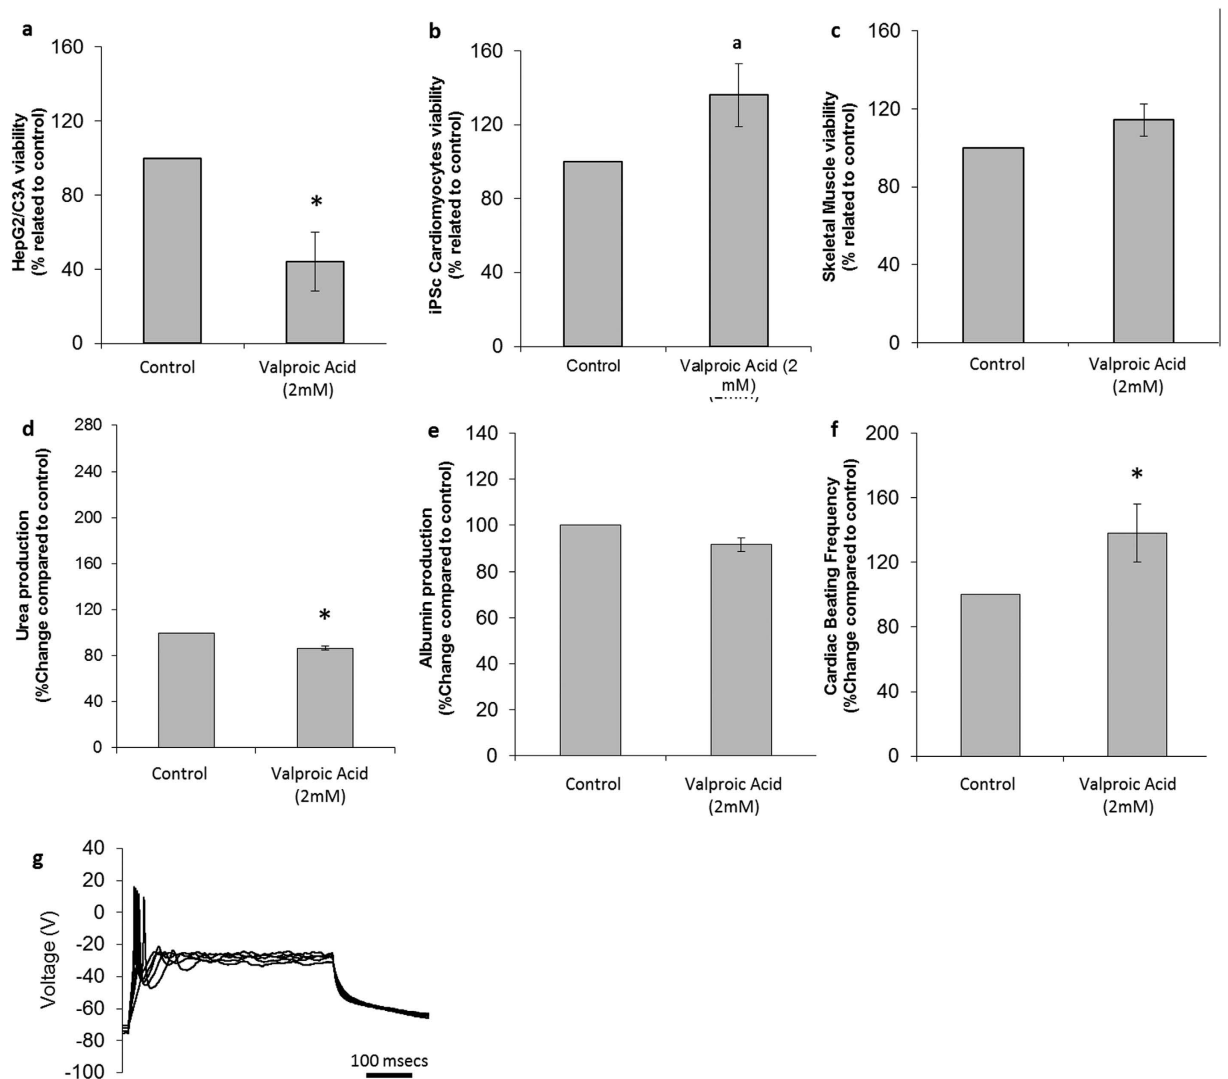 a
HepG2/C3A viability
(% related to control)
160
120
80
40
0
*
Control
Valproic Acid
(2mM)
b
iPSc Cardiomyocytes viability
(% related to control)
160
120
80
40
0
a
Control
Valproic Acid (2
mM)
(2mM)
c
Skeletal Muscle viability
(% related to control)
160
120
80
40
0
Control
Valproic Acid
(2mM)
d
Urea production
(%Change compared to control)
280
240
200
160
120
80
40
0
*
Control
Valproic Acid
(2mM)
e
Albumin production
(%Change compared to control)
140
120
100
80
60
40
20
0
Control
Valproic Acid
(2mM)
f
Cardiac Beating Frequency
(%Change compared to control)
200
160
120
80
40
0
*
Control
Valproic Acid
(2mM)
g
Voltage (V)
40
20
0
-20
-40
-60
-80
-100
100 msecs